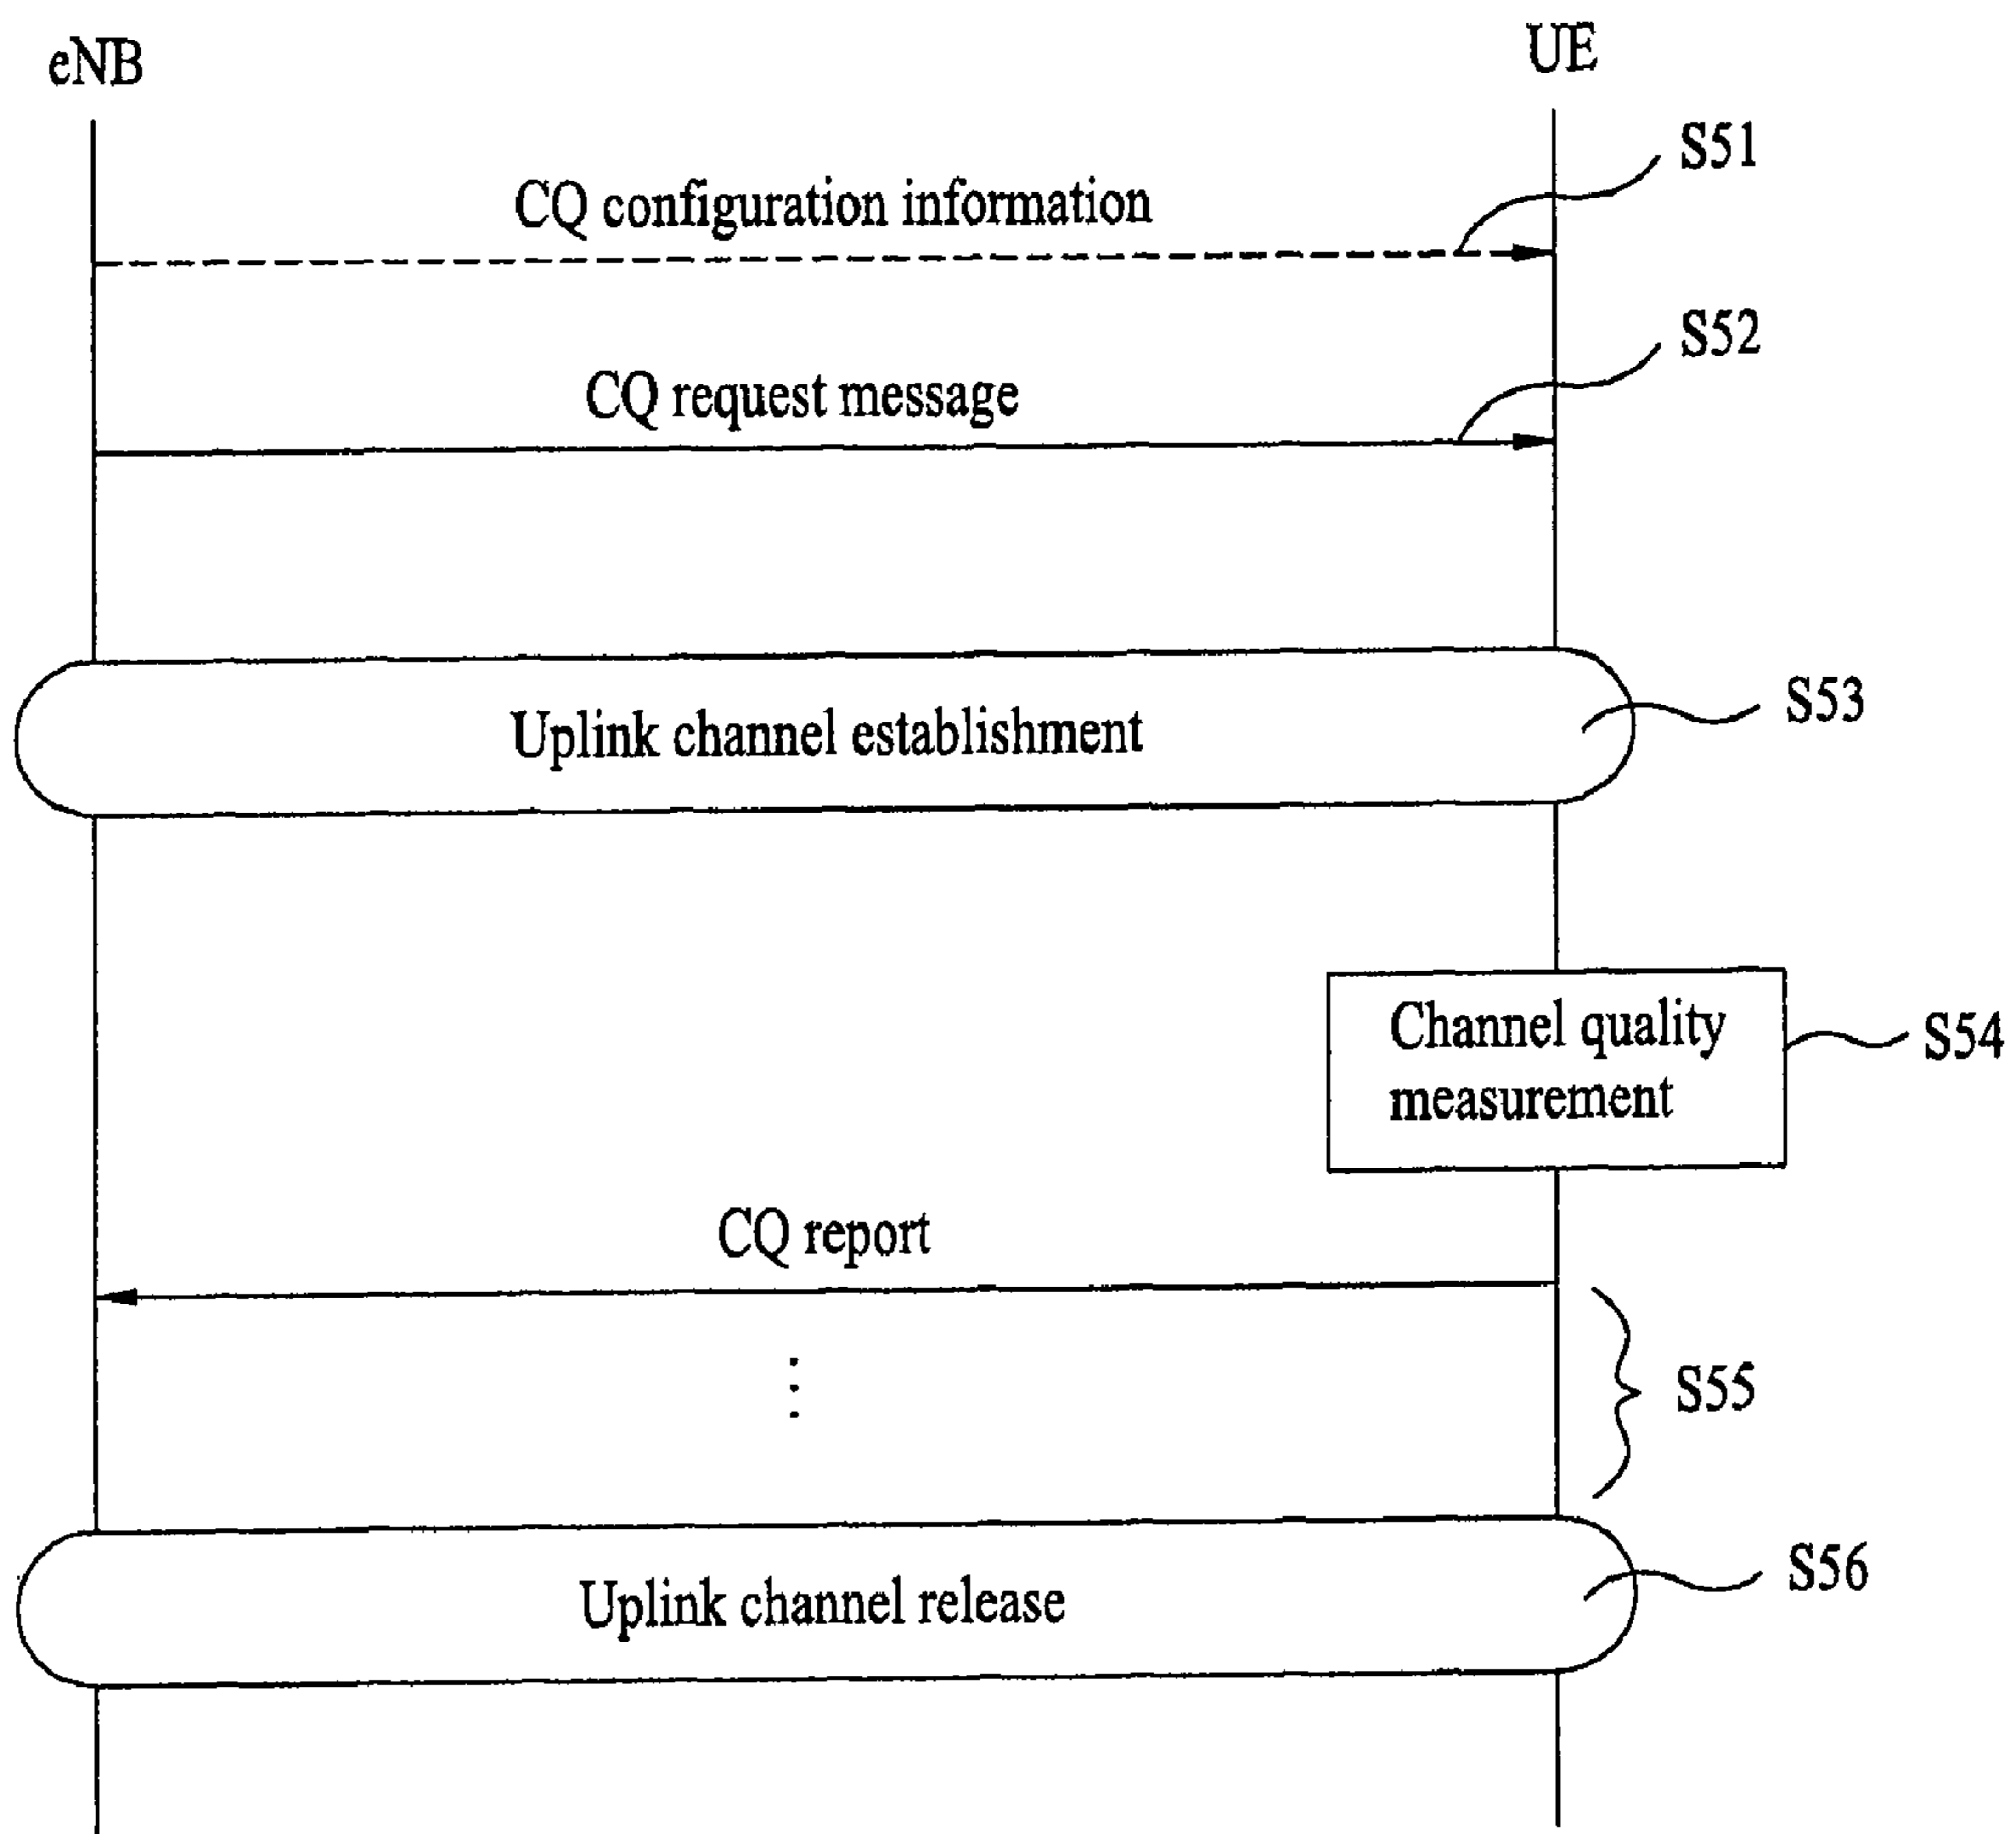 eNB
UE
S51
CQ configuration information
S52
CQ request message
S53
Uplink channel establishment
Channel quality
measurement
S54
CQ report
S55
S56
Uplink channel release